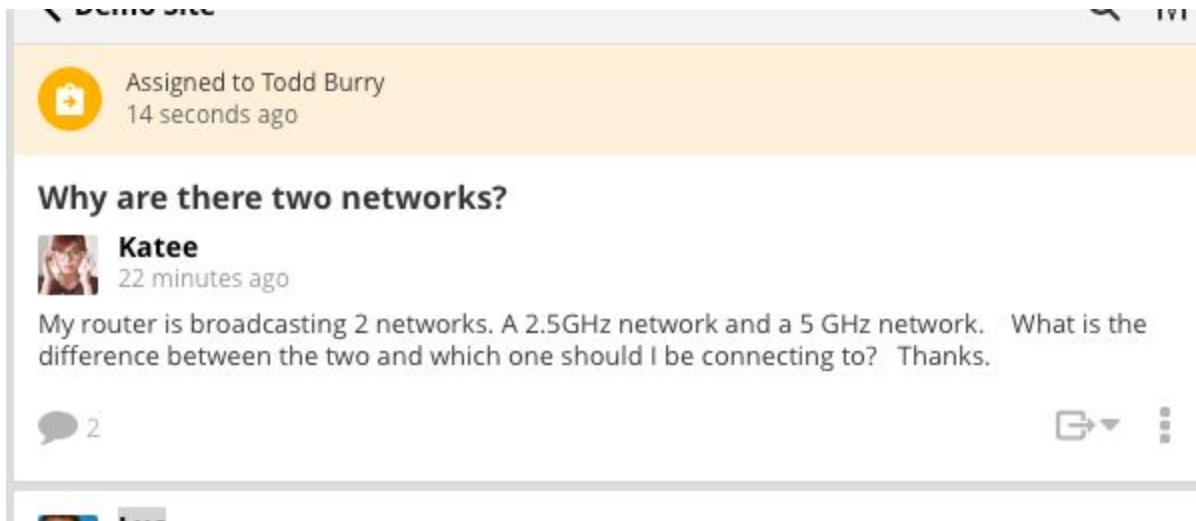 Demo Site
Assigned to Todd Burry
14 seconds ago
Why are there two networks?
Katee
22 minutes ago
My router is broadcasting 2 networks. A 2.5GHz network and a 5 GHz network. What is the
difference between the two and which one should I be connecting to? Thanks.
2